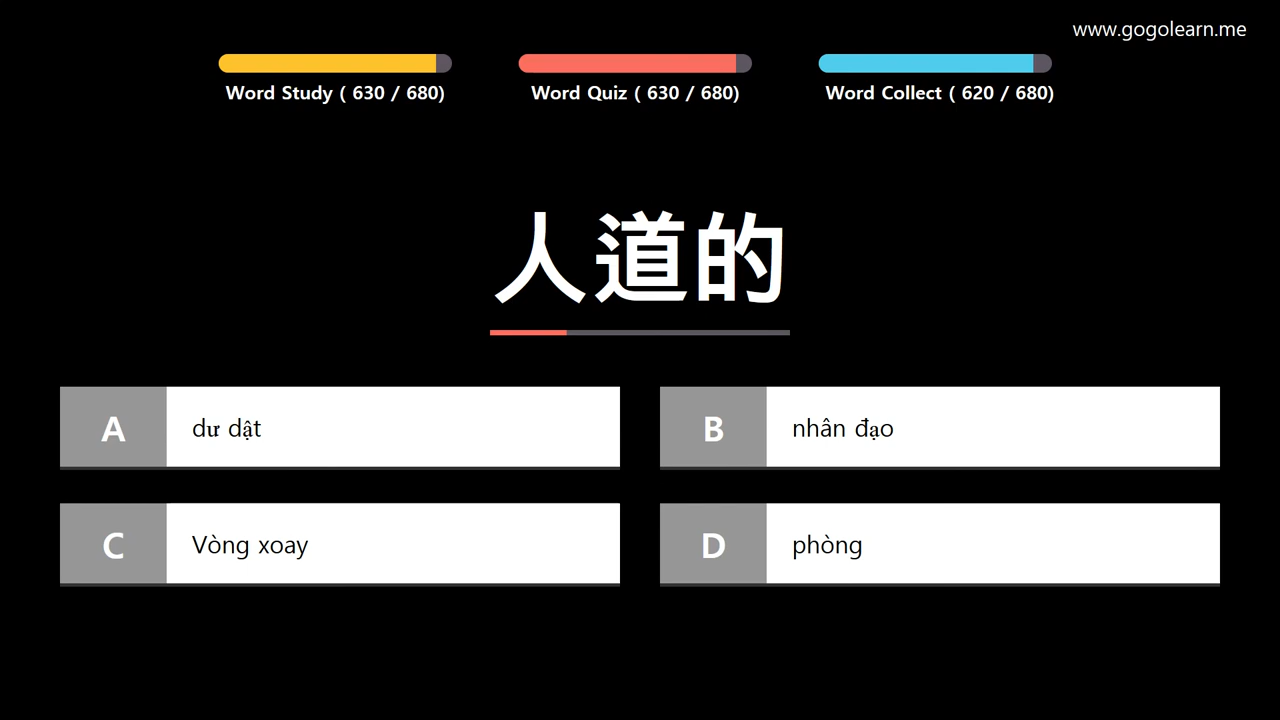 www.gogolearn.me
Word Study ( 630 / 680)
Word Quiz ( 630 / 680)
Word Collect ( 620 / 680)
人道的
A
dư dật
B
nhân đạo
C
Vòng xoay
D
phòng